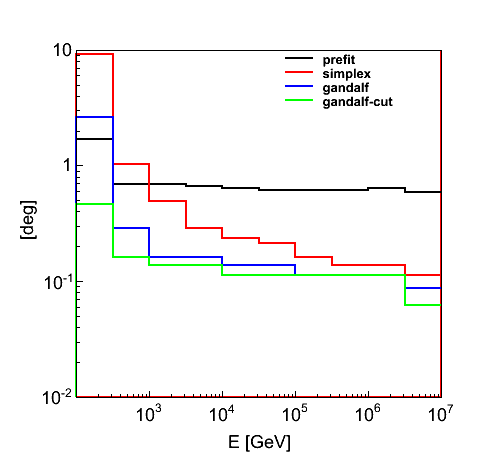 10
prefit
simplex
gandalf
gandalf-cut
1
[deg]
10^-1
10^-2
10^3 10^4 10^5 10^6 10^7
E [GeV]